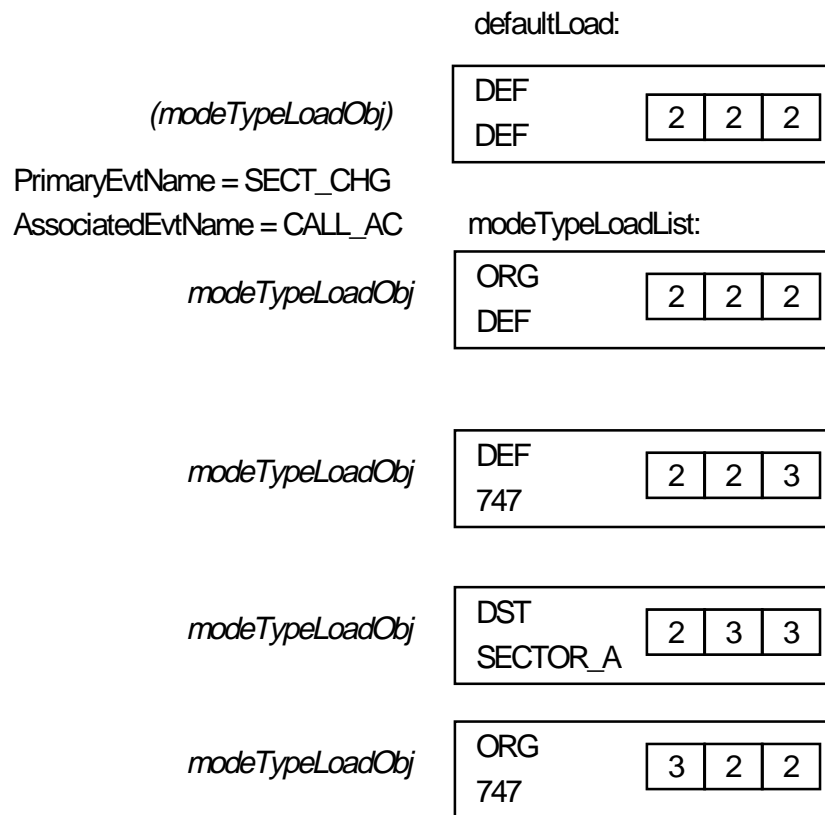 defaultLoad:
(modeTypeLoadObj)
DEF
DEF
2 2 2
PrimaryEvtName = SECT_CHG
AssociatedEvtName = CALL_AC
modeTypeLoadList:
modeTypeLoadObj
ORG
DEF
2 2 2
modeTypeLoadObj
DEF
747
2 2 3
modeTypeLoadObj
DST
SECTOR_A
2 3 3
modeTypeLoadObj
ORG
747
3 2 2